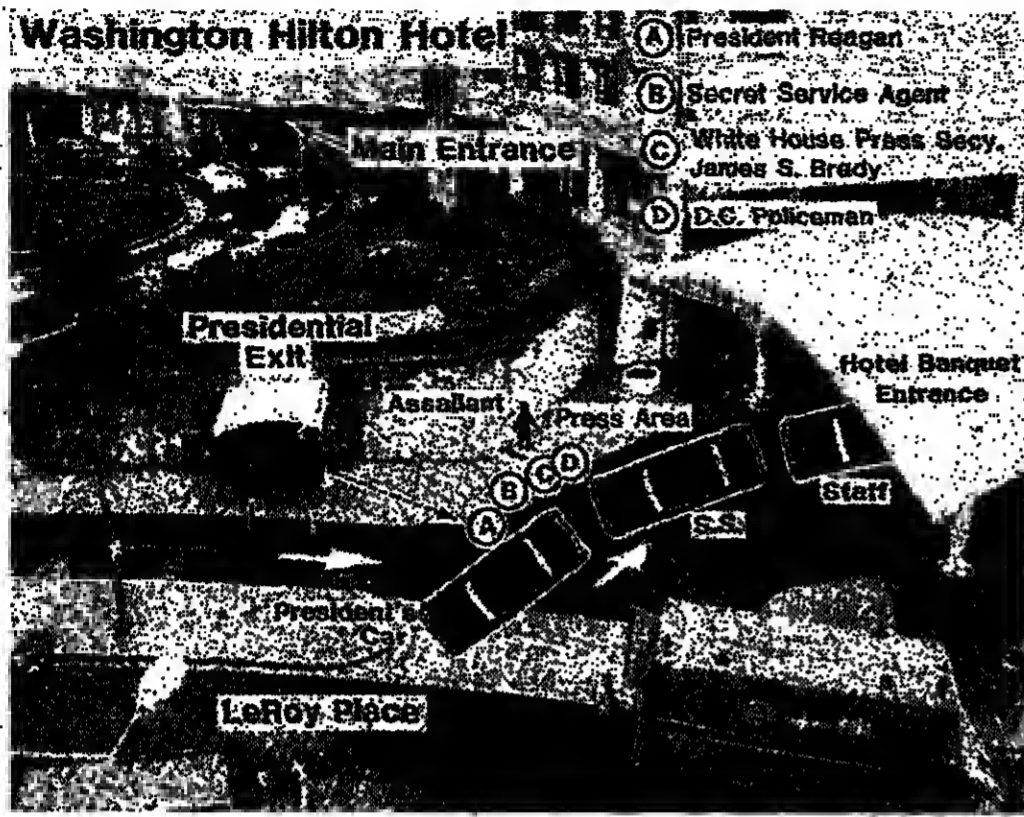 Washington Hilton Hotel
A President Reagan
B Secret Service Agent
C White House Press Secy.
James S. Brady
D D.C. Policeman
Main Entrance
Presidential
Exit
Hotel Banquet
Entrance
Assailant
Press Area
B C D
A
Staff
S.S.
President's
Car
LeRoy Place